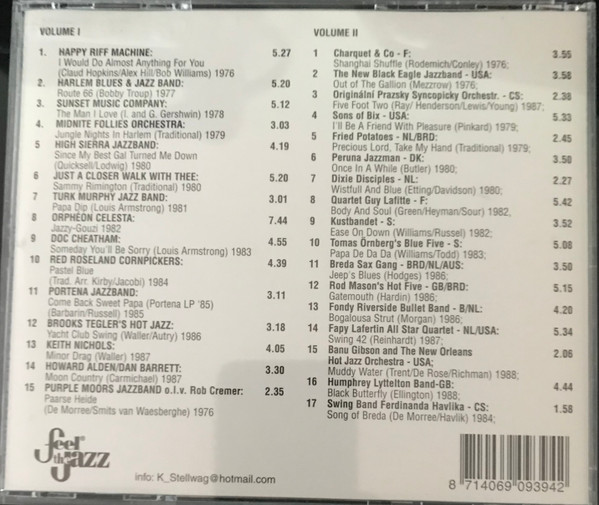 VOLUME I
1. HAPPY RIFF MACHINE: 5.27
I Would Do Almost Anything For You
(Claud Hopkins/Alex Hill/Bob Williams) 1976
2. HARLEM BLUES & JAZZ BAND: 5.20
Route 66 (Bobby Troup) 1977
3. SUNSET MUSIC COMPANY: 5.12
The Man I Love (I. and G. Gershwin) 1978
4. MIDNITE FOLLIES ORCHESTRA: 3.03
Jungle Nights In Harlem (Traditional) 1979
5 HIGH SIERRA JAZZBAND: 4.19
Since My Best Gal Turned Me Down
(Quicksell/Lodwig) 1980
6 JUST A CLOSER WALK WITH THEE: 5.20
Sammy Rimington (Traditional) 1980
7 TURK MURPHY JAZZ BAND: 3.01
Papa Dip (Louis Armstrong) 1981
8 ORPHEON CELESTA: 7.44
Jazzy-Gouzi 1982
9 DOC CHEATHAM: 4.55
Someday You'll Be Sorry (Louis Armstrong) 1983
10 RED ROSELAND CORNPICKERS: 4.39
Pastel Blue
(Trad. Arr. Kirby/Jacobi) 1984
11 PORTENA JAZZBAND: 3.11
Come Back Sweet Papa (Portena LP '85)
(Barbarin/Russell) 1985
12 BROOKS TEGLER'S HOT JAZZ: 3.18
Yacht Club Swing (Waller/Autry) 1986
13 KEITH NICHOLS: 4.05
Minor Drag (Waller) 1987
14 HOWARD ALDEN/DAN BARRETT: 3.30
Moon Country (Carmichael) 1987
15 PURPLE MOORS JAZZBAND o.l.v. Rob Cremer: 2.35
Paarse Heide
(De Morree/Smits van Waesberghe) 1976
VOLUME II
1 Charquet & Co - F: 3.55
Shanghai Shuffle (Rodemich/Conley) 1976;
2 The New Black Eagle Jazzband - USA: 3.58
Out of The Gallion (Mezzrow) 1976;
3 Originální Prazsky Syncopicky Orchestr. - CS: 2.38
Five Foot Two (Ray/ Henderson/Lewis/Young) 1987;
4 Sons of Bix - USA: 5.33
I'll Be A Friend With Pleasure (Pinkard) 1979;
5 Fried Potatoes - NL/BRD: 2.45
Precious Lord, Take My Hand (Traditional) 1979;
6 Peruna Jazzman - DK: 3.50
Once In A While (Butler) 1980;
7 Dixie Disciples - NL: 2.27
Wistfull And Blue (Etting/Davidson) 1980;
8 Quartet Guy Lafitte - F: 5.42
Body And Soul (Green/Heyman/Sour) 1982,
9 Kustbandet - S: 3.52
Ease On Down (Williams/Russel) 1982;
10 Tomas Örnberg's Blue Five - S: 5.08
Papa De Da Da (Williams/Todd) 1983;
11 Breda Sax Gang - BRD/NL/AUS: 3.50
Jeep's Blues (Hodges) 1986;
12 Rod Mason's Hot Five - GB/BRD: 5.15
Gatemouth (Hardin) 1986;
13 Fondy Riverside Bullet Band - B/NL: 4.20
Bogalousa Strut (Morgan) 1986;
14 Fapy Lafertin All Star Quartet - NL/USA: 5.34
Swing 42 (Reinhardt) 1987;
15 Banu Gibson and The New Orleans 2.06
Hot Jazz Orchestra - USA;
Muddy Water (Trent/De Rose/Richman) 1988;
16 Humphrey Lyttelton Band-GB: 4.44
Black Butterfly (Ellington) 1988;
17 Swing Band Ferdinanda Havlika - CS: 1.58
Song of Breda (De Morree/Havlik) 1984;
feel
the Jazz
info: K_Stellwag@hotmail.com
8 714069 093942